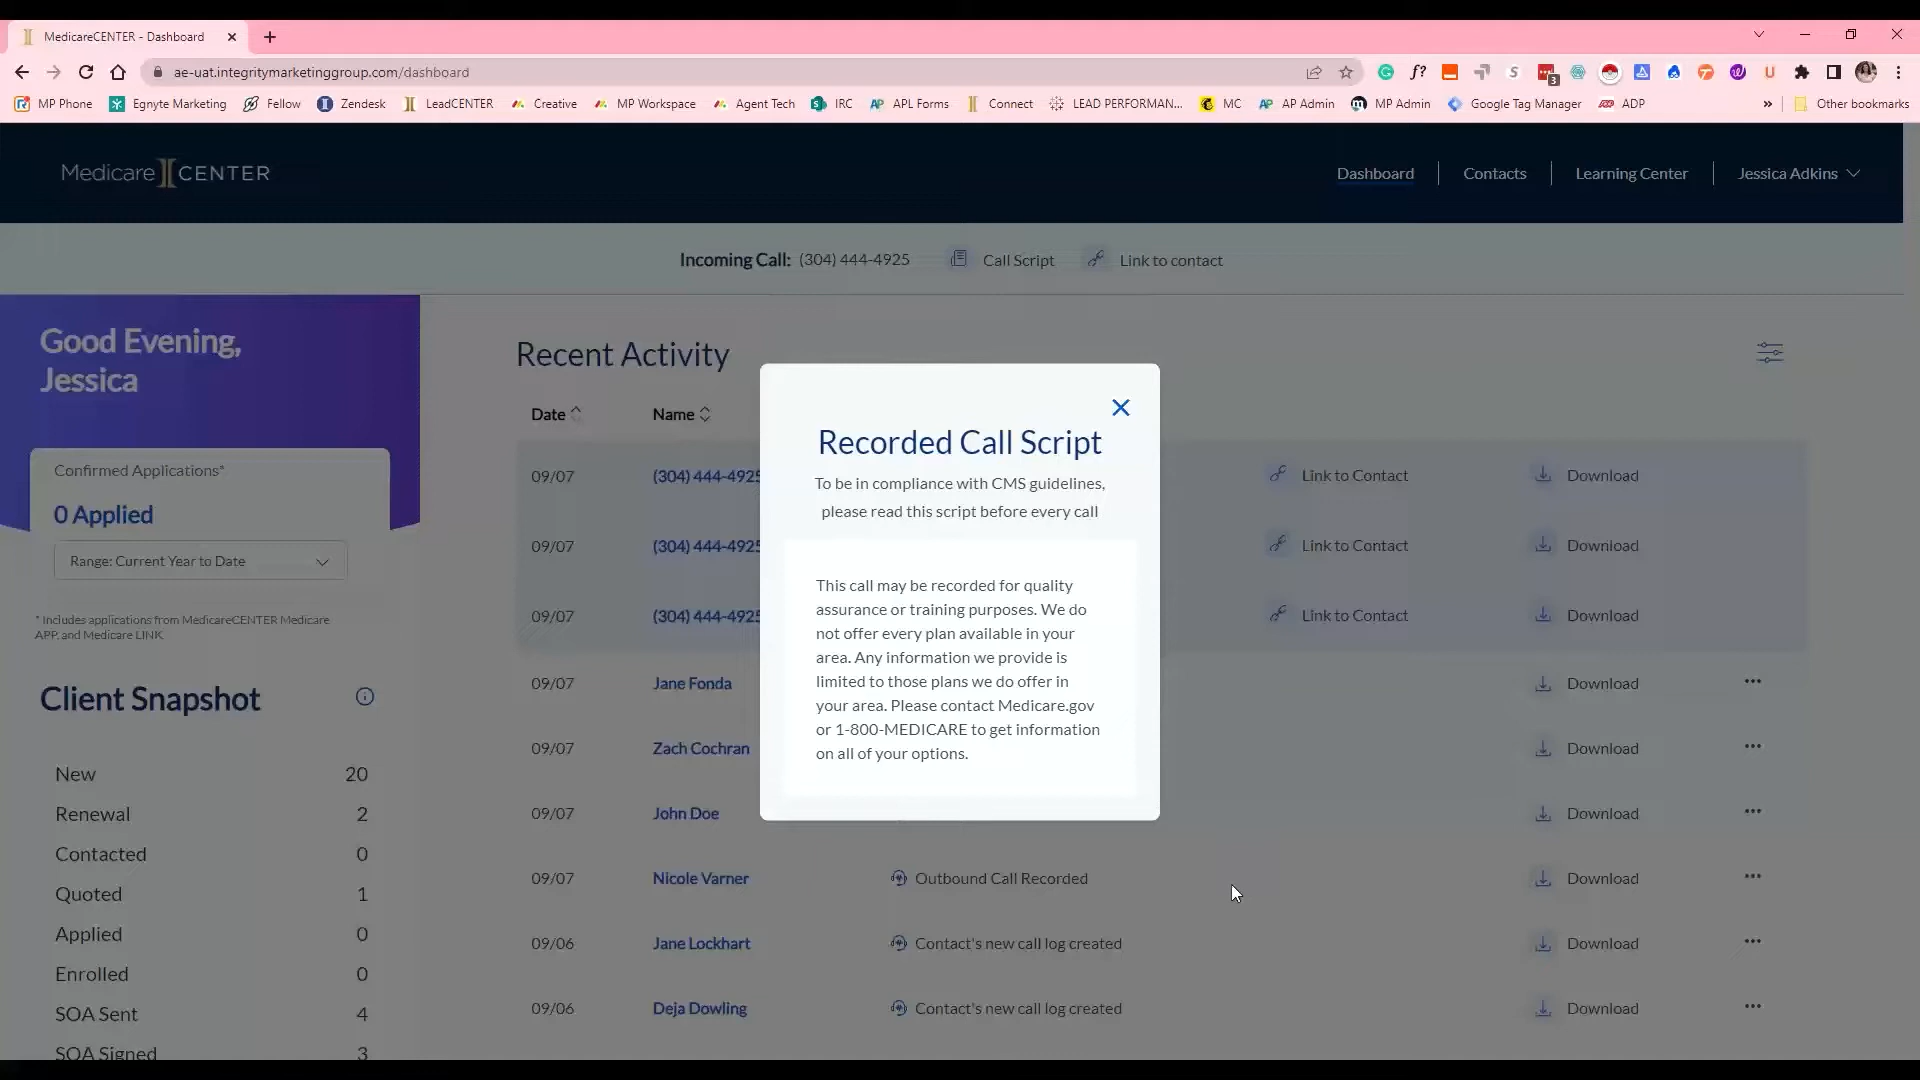 MedicareCENTER - Dashboard
ae-uat.integritymarketinggroup.com/dashboard
f?
3
MP Phone
Egnyte Marketing
Fellow
Zendesk
LeadCENTER
Creative
MP Workspace
Agent Tech
IRC
APL Forms
Connect
LEAD PERFORMAN...
MC
AP Admin
MP Admin
Google Tag Manager
ADP
Other bookmarks
Medicare CENTER
Dashboard
Contacts
Learning Center
Jessica Adkins
Incoming Call: (304) 444-4925
Call Script
Link to contact
Good Evening,
Jessica
Confirmed Applications*
0 Applied
Range: Current Year to Date
* Includes applications from MedicareCENTER Medicare
APP, and Medicare LINK
Client Snapshot
New 20
Renewal 2
Contacted 0
Quoted 1
Applied 0
Enrolled 0
SOA Sent 4
SOA Signed 3
Recent Activity
Date Name
09/07 (304) 444-4925 Link to Contact Download
09/07 (304) 444-4925 Link to Contact Download
09/07 (304) 444-4925 Link to Contact Download
09/07 Jane Fonda Download
09/07 Zach Cochran Download
09/07 John Doe Download
09/07 Nicole Varner Outbound Call Recorded Download
09/06 Jane Lockhart Contact's new call log created Download
09/06 Deja Dowling Contact's new call log created Download
Recorded Call Script
To be in compliance with CMS guidelines,
please read this script before every call
This call may be recorded for quality
assurance or training purposes. We do
not offer every plan available in your
area. Any information we provide is
limited to those plans we do offer in
your area. Please contact Medicare.gov
or 1-800-MEDICARE to get information
on all of your options.